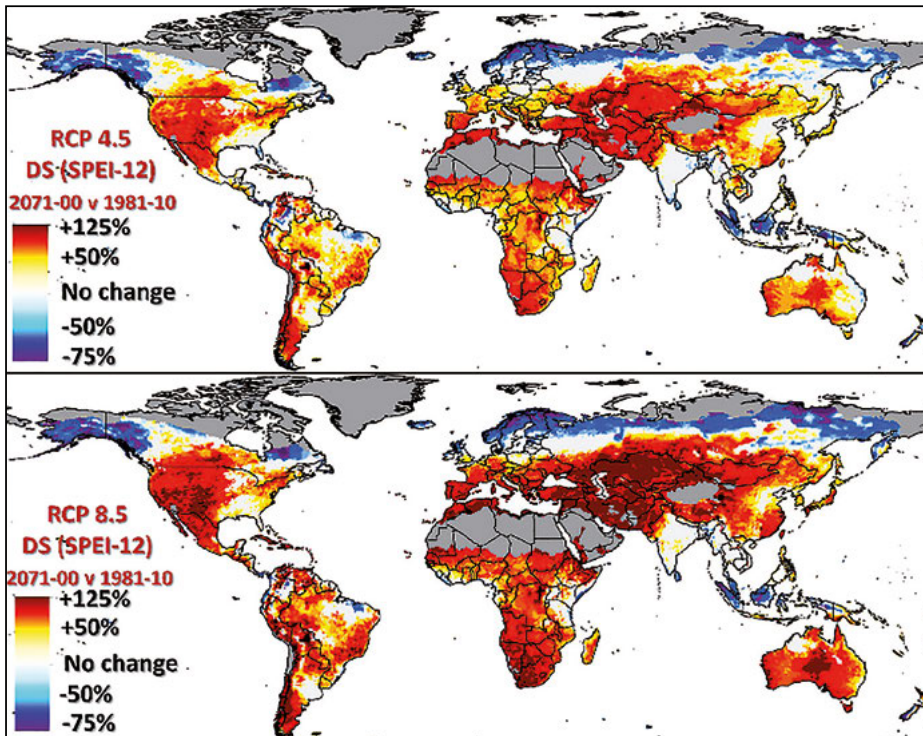 RCP 4.5
DS (SPEI-12)
2071-00 v 1981-10
+125%
+50%
No change
-50%
-75%
RCP 8.5
DS (SPEI-12)
2071-00 v 1981-10
+125%
+50%
No change
-50%
-75%